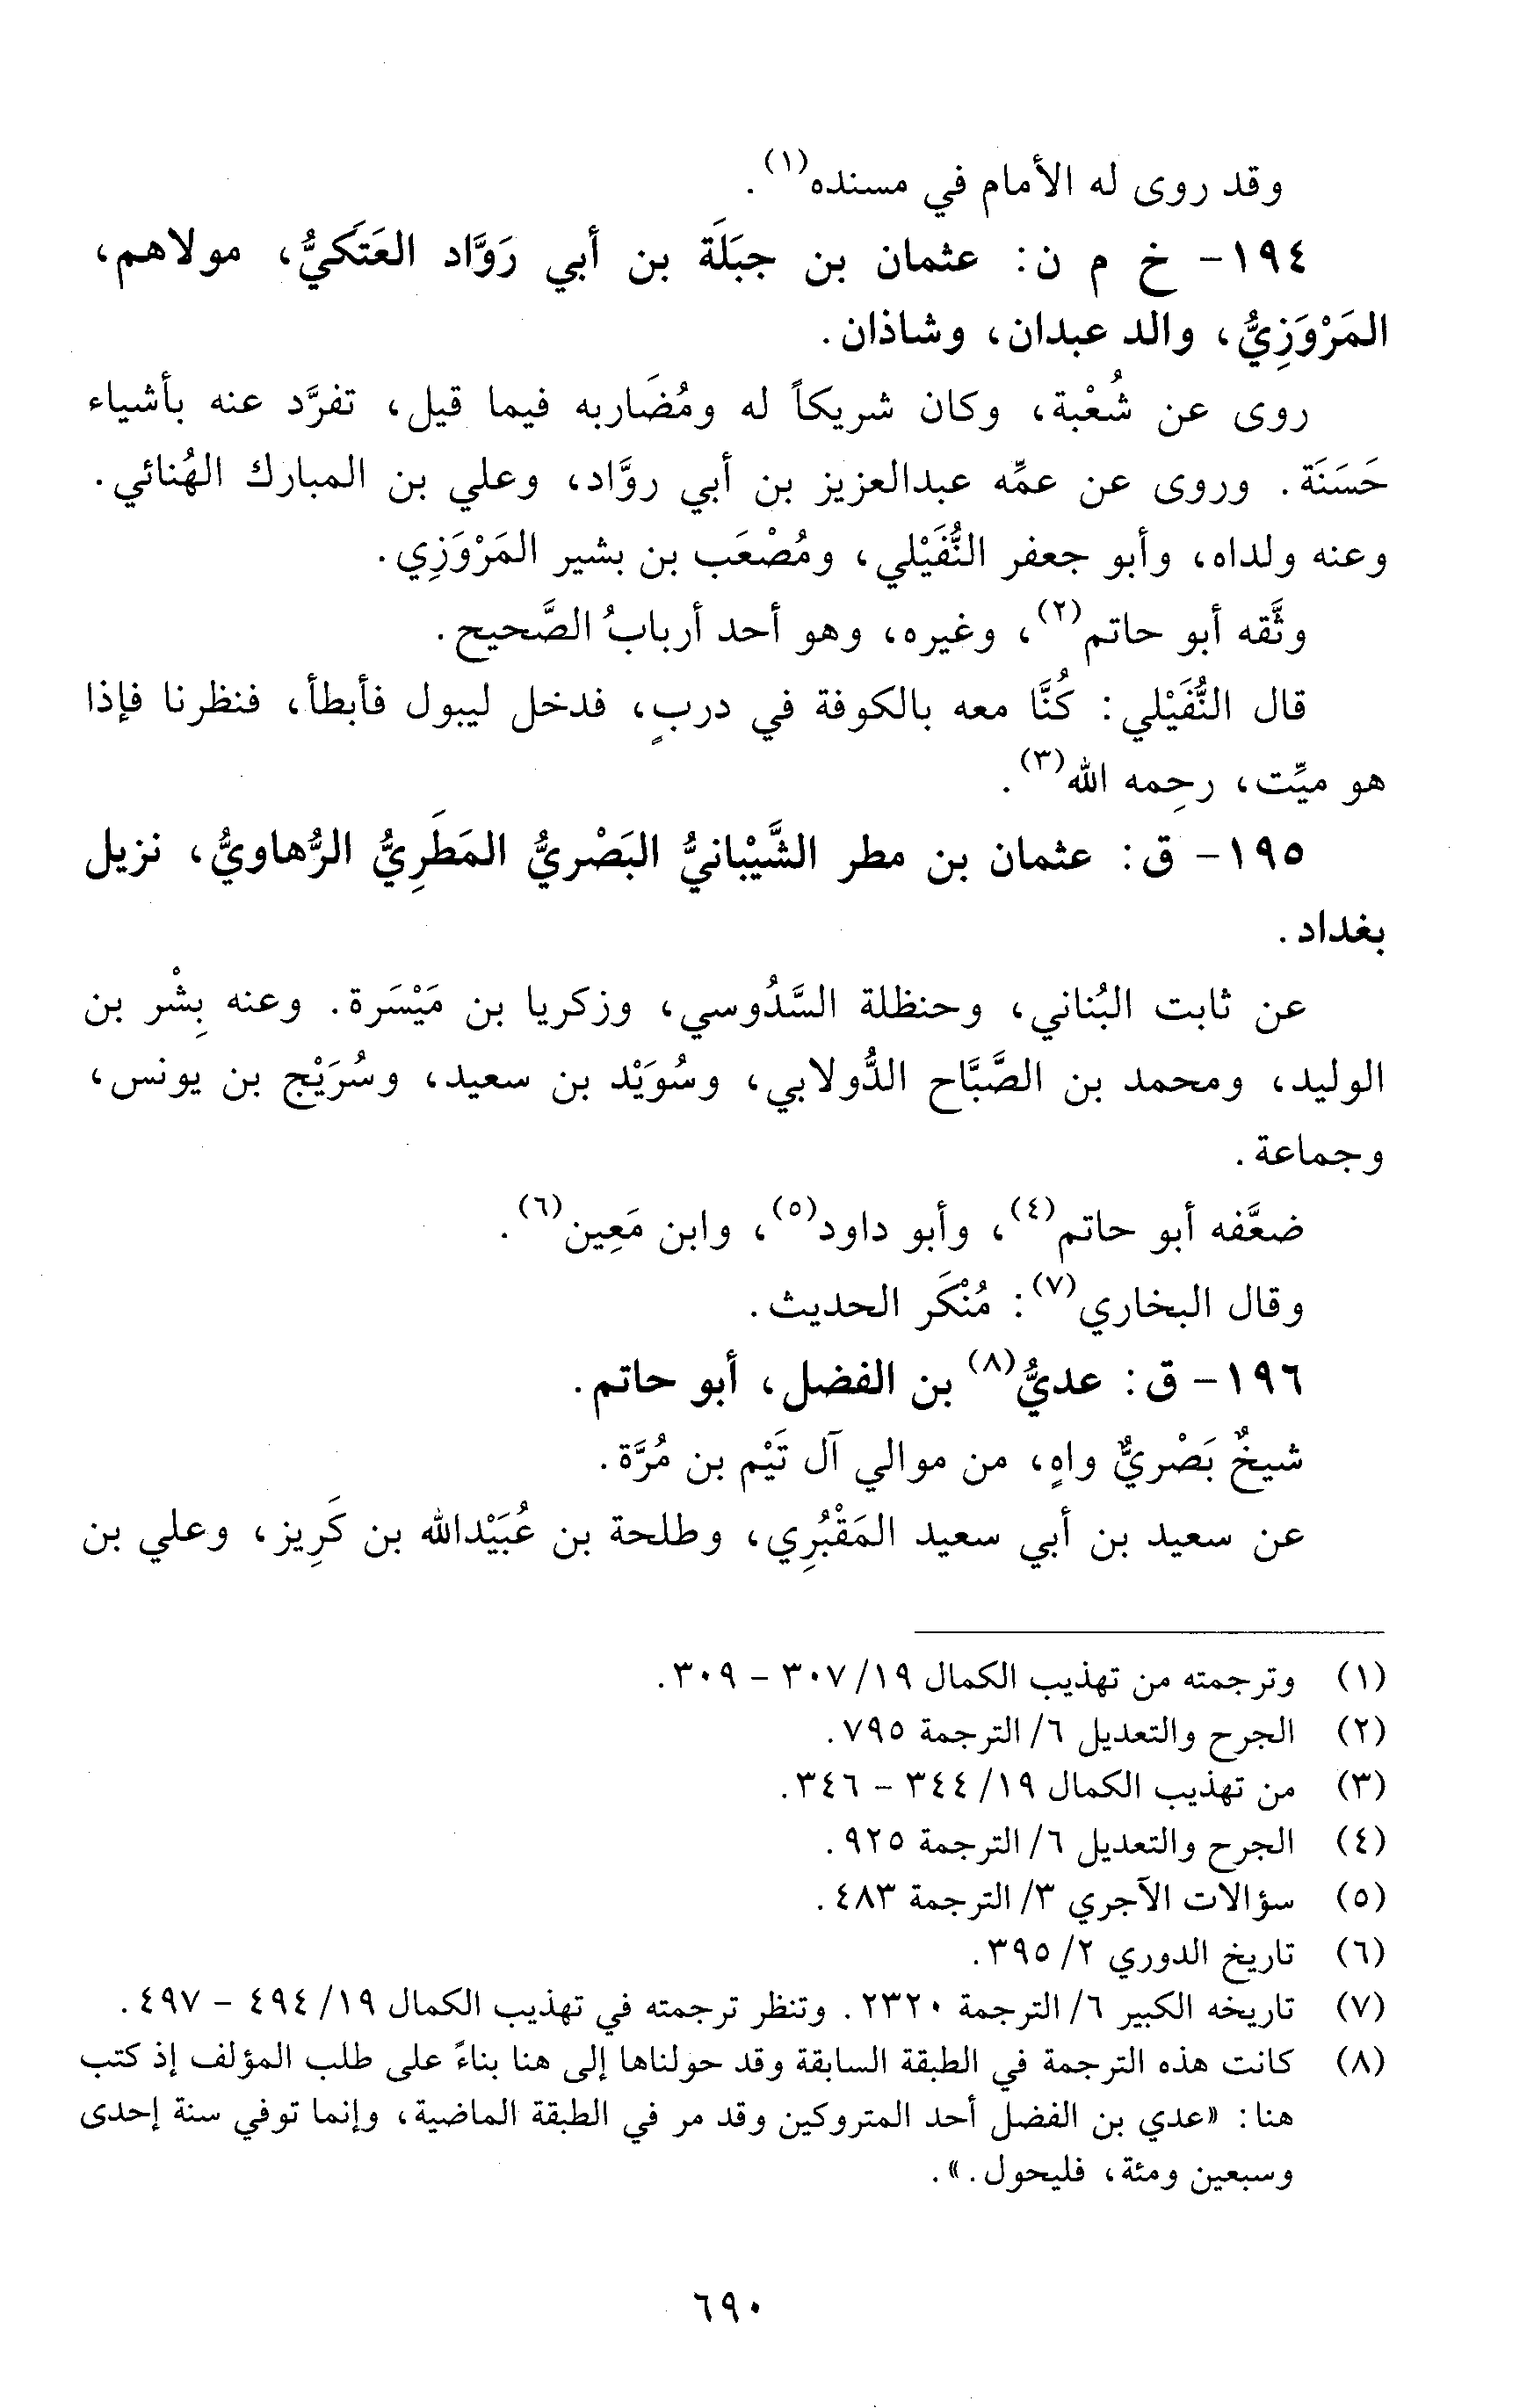 وقد روى له الأمام في مسنده(١).
١٩٤- خ م ن: عثمان بن جبَلَة بن أبي رَوَّاد العَتَكيُّ، مولاهم،
المَرْوَزِيُّ، والد عبدان، وشاذان.
روى عن شُعْبة، وكان شريكاً له ومُضَاربه فيما قيل، تفرَّد عنه بأشياء
حَسَنَة. وروى عن عمِّه عبدالعزيز بن أبي روَّاد، وعلي بن المبارك الهُنائي.
وعنه ولداه، وأبو جعفر النُّفَيْلي، ومُصْعَب بن بشير المَرْوَزِي.
وثَّقه أبو حاتم(٢)، وغيره، وهو أحد أربابُ الصَّحيح.
قال النُّفَيْلي: كُنَّا معه بالكوفة في دربٍ، فدخل ليبول فأبطأ، فنظرنا فإذا
هو ميِّت، رحِمه الله(٣).
١٩٥- ق: عثمان بن مطر الشَّيْبانيُّ البَصْريُّ المَطَرِيُّ الرُّهاويُّ، نزيل
بغداد.
عن ثابت البُناني، وحنظلة السَّدُوسي، وزكريا بن مَيْسَرة. وعنه بِشْر بن
الوليد، ومحمد بن الصَّبَّاح الدُّولابي، وسُوَيْد بن سعيد، وسُرَيْج بن يونس،
وجماعة.
ضعَّفه أبو حاتم(٤)، وأبو داود(٥)، وابن مَعِين(٦).
وقال البخاري(٧): مُنْكَر الحديث.
١٩٦- ق: عديُّ(٨) بن الفضل، أبو حاتم.
شيخٌ بَصْريٌّ واهٍ، من موالي آل تَيْم بن مُرَّة.
عن سعيد بن أبي سعيد المَقْبُرِي، وطلحة بن عُبَيْدالله بن كَرِيز، وعلي بن
(١) وترجمته من تهذيب الكمال ١٩/ ٣٠٧ - ٣٠٩.
(٢) الجرح والتعديل ٦/ الترجمة ٧٩٥.
(٣) من تهذيب الكمال ١٩/ ٣٤٤ - ٣٤٦.
(٤) الجرح والتعديل ٦/ الترجمة ٩٢٥.
(٥) سؤالات الآجري ٣/ الترجمة ٤٨٣.
(٦) تاريخ الدوري ٢/ ٣٩٥.
(٧) تاريخه الكبير ٦/ الترجمة ٢٣٢٠. وتنظر ترجمته في تهذيب الكمال ١٩/ ٤٩٤ - ٤٩٧.
(٨) كانت هذه الترجمة في الطبقة السابقة وقد حولناها إلى هنا بناءً على طلب المؤلف إذ كتب
هنا: «عدي بن الفضل أحد المتروكين وقد مر في الطبقة الماضية، وإنما توفي سنة إحدى
وسبعين ومئة، فليحول.».
٦٩٠